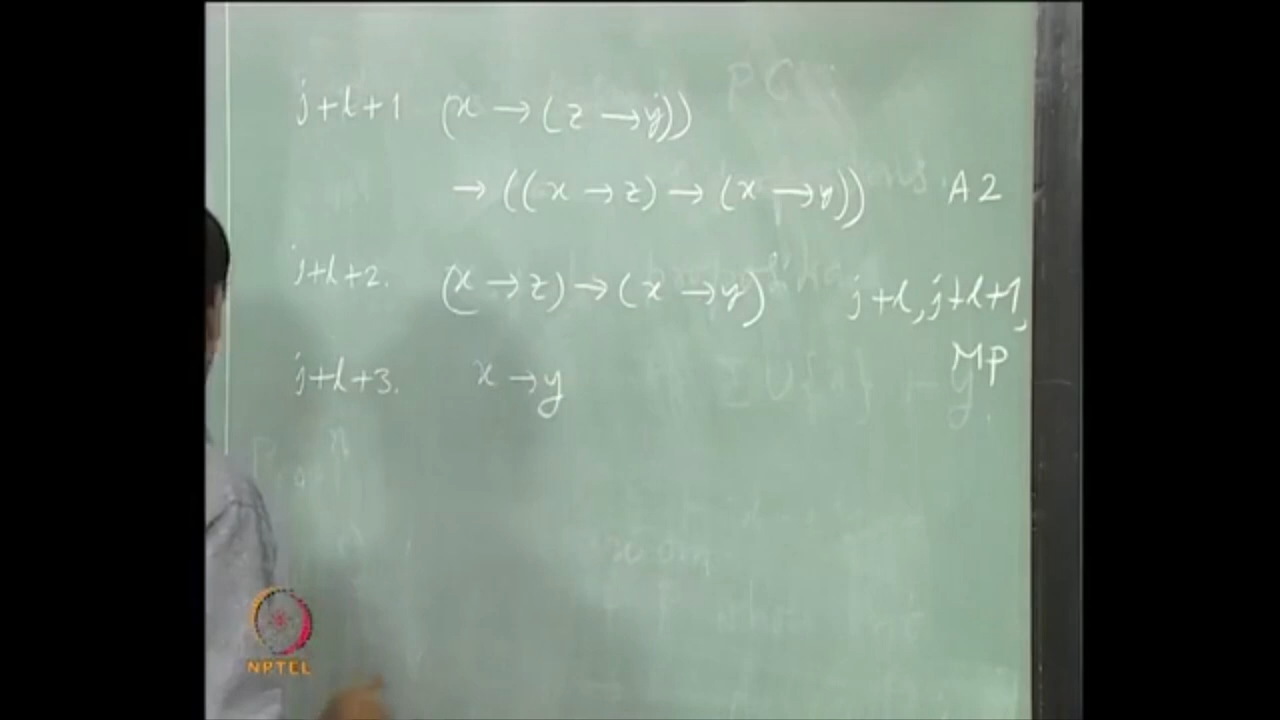 j+l+1 (x → (z → y))
→ ((x → z) → (x → y)) A2
j+l+2. (x → z) → (x → y) j+l, j+l+1,
MP
j+l+3. x → y
NPTEL